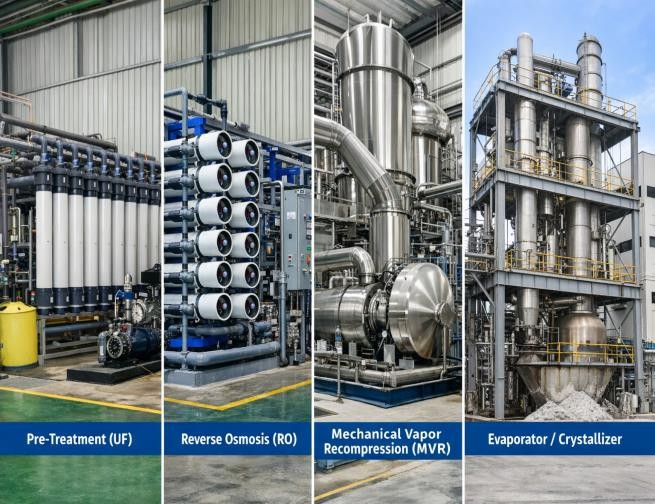 Pre-Treatment (UF)
Reverse Osmosis (RO)
Mechanical Vapor
Recompression (MVR)
Evaporator / Crystallizer